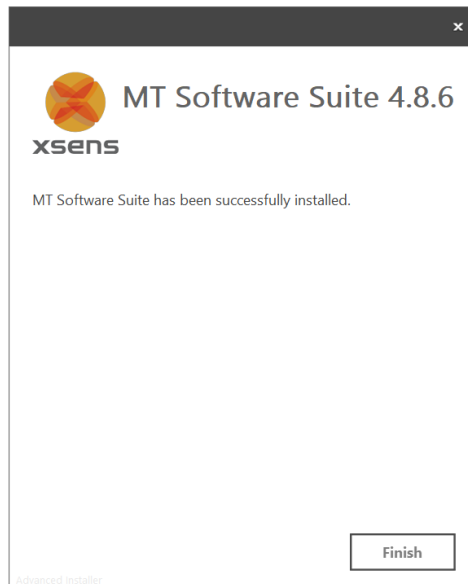 x
MT Software Suite 4.8.6
xsens
MT Software Suite has been successfully installed.
Finish
Advanced Installer